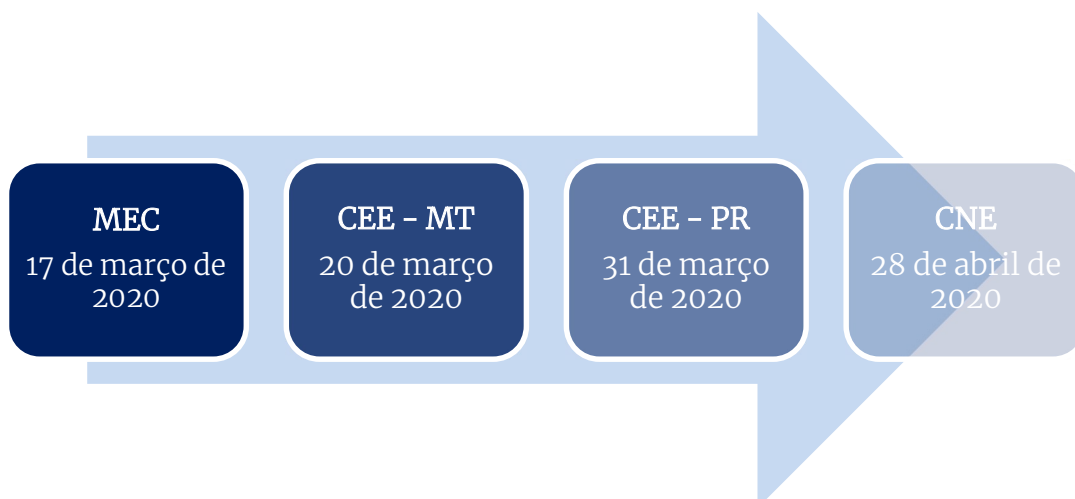 MEC
17 de março de
2020
CEE – MT
20 de março
de 2020
CEE – PR
31 de março
de 2020
CNE
28 de abril de
2020